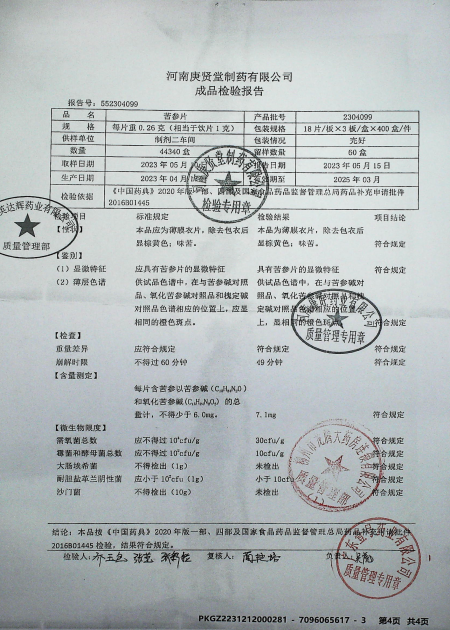 河南庚贤堂制药有限公司
成品检验报告
报告号：552304099
品 名 苦参片 产品批号 2304099
规 格 每片重0.26克（相当于饮片1克） 包装规格 18片/板×3板/盒×400盒/件
供样单位 制剂二车间 包装情况 完好
数量 44340盒 留样数量 60盒
取样日期 2023年05月 报告日期 2023年05月15日
生产日期 2023年04月 至 2025年03月
检验依据 《中国药典》2020年版一部、四部及国家食品药品监督管理总局药品补充申请批件
2016B01445
检验项目 标准规定 检验结果 项目结论
【性状】 本品应为薄膜衣片，除去包衣后 本品为薄膜衣片，除去包衣后
显棕黄色；味苦。 显棕黄色；味苦。 符合规定
【鉴别】
（1）显微特征 应具有苦参片的显微特征 具有苦参片的显微特征 符合规定
（2）薄层色谱 供试品色谱中，在与苦参对照 供试品色谱中，在与苦参对照
品、氧化苦参碱对照品和槐定碱 品、氧化苦参碱对照品和槐
对照品色谱相应的位置上，应显 定碱对照品色谱相应的位置
相同的橙色斑点。 上，显相同的橙色斑点。 符合规定
【检查】
重量差异 应符合规定 符合规定 符合规定
崩解时限 不得过60分钟 49分钟 符合规定
【含量测定】
每片含苦参以苦参碱（C₁₅H₂₄N₂O）
和氧化苦参碱（C₁₅H₂₄N₂O₂）的总
量计，不得少于6.0mg。 7.1mg 符合规定
【微生物限度】
需氧菌总数 应不得过10³cfu/g 30cfu/g 符合规定
霉菌和酵母菌总数 应不得过10²cfu/g 10cfu/g 符合规定
大肠埃希菌 不得检出（1g） 未检出 符合规定
耐胆盐革兰阴性菌 应小于10²cfu（1g） 小于10cfu 符合规定
沙门菌 不得检出（10g） 未检出 符合规定
结论：本品按《中国药典》2020年版一部、四部及国家食品药品监督管理总局药品补充申请批件
2016B01445检验，结果符合规定。
检验人： 复核人： 负责人：
检验专用章
英达辉药业有限公司
质量管理部
质量管理专用章
质量管理部
质量管理专用章
PKGZ2231212000281 - 7096065617 - 3 第4页 共4页